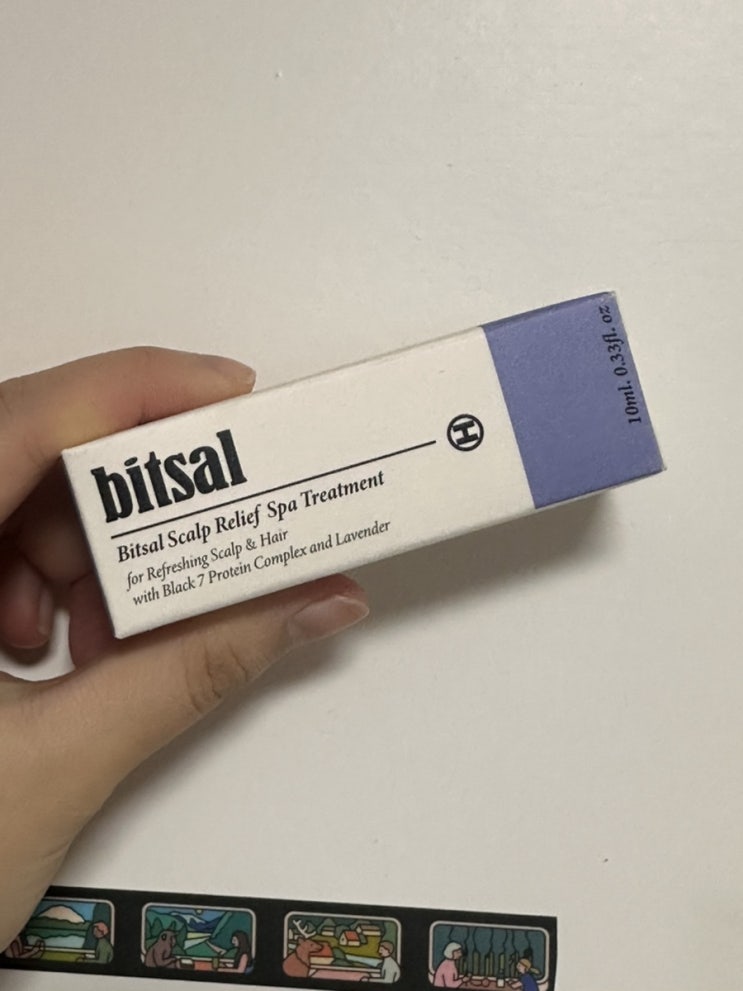 bitsal
H
Bitsal Scalp Relief Spa Treatment
for Refreshing Scalp & Hair
with Black 7 Protein Complex and Lavender
10ml. 0.33fl. oz